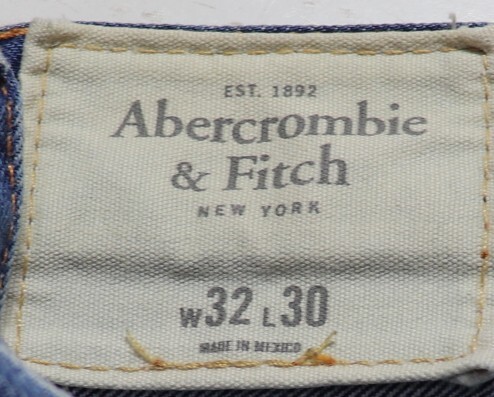 EST. 1892
Abercrombie
& Fitch
NEW YORK
W32 L30
MADE IN MEXICO